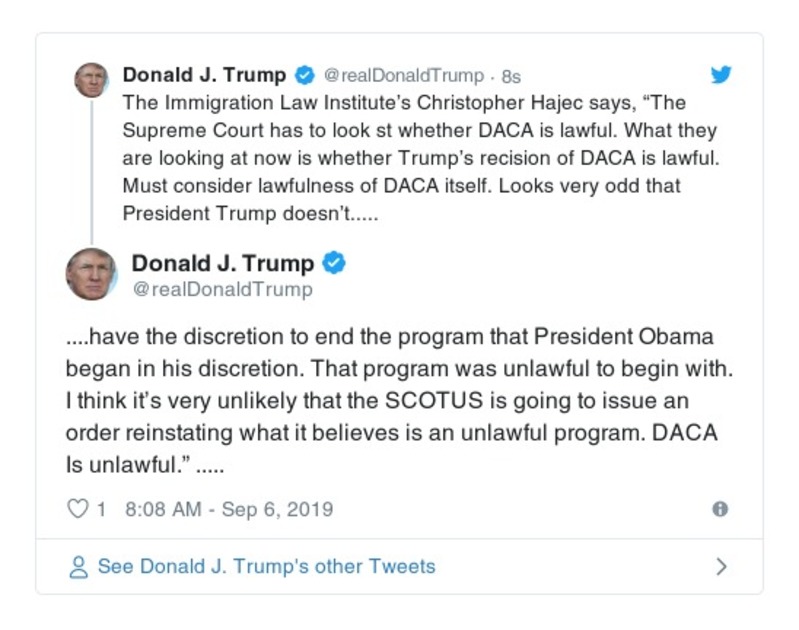 Donald J. Trump @realDonaldTrump · 8s
The Immigration Law Institute's Christopher Hajec says, “The
Supreme Court has to look st whether DACA is lawful. What they
are looking at now is whether Trump's recision of DACA is lawful.
Must consider lawfulness of DACA itself. Looks very odd that
President Trump doesn't.....
Donald J. Trump
@realDonaldTrump
....have the discretion to end the program that President Obama
began in his discretion. That program was unlawful to begin with.
I think it's very unlikely that the SCOTUS is going to issue an
order reinstating what it believes is an unlawful program. DACA
Is unlawful.” .....
1 8:08 AM - Sep 6, 2019
See Donald J. Trump's other Tweets